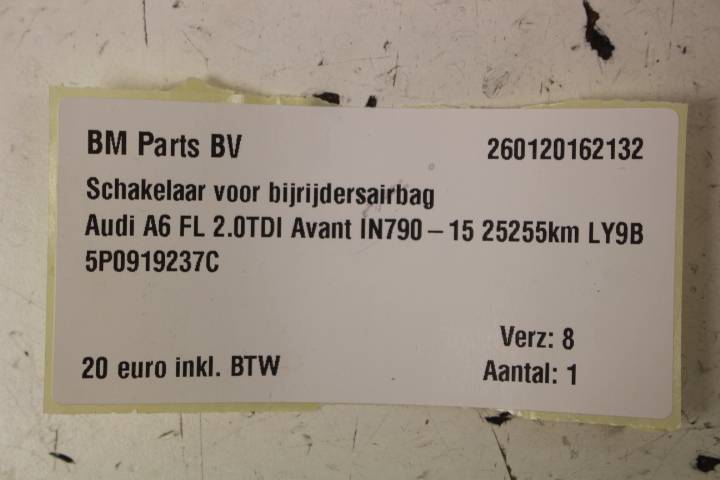 BM Parts BV 260120162132
Schakelaar voor bijrijdersairbag
Audi A6 FL 2.0TDI Avant IN790 – 15 25255km LY9B
5P0919237C
Verz: 8
20 euro inkl. BTW Aantal: 1